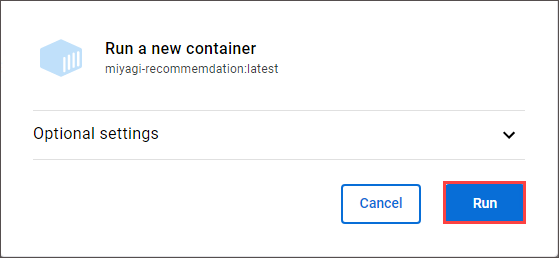 Run a new container
miyagi-recommemdation:latest
Optional settings
Cancel
Run